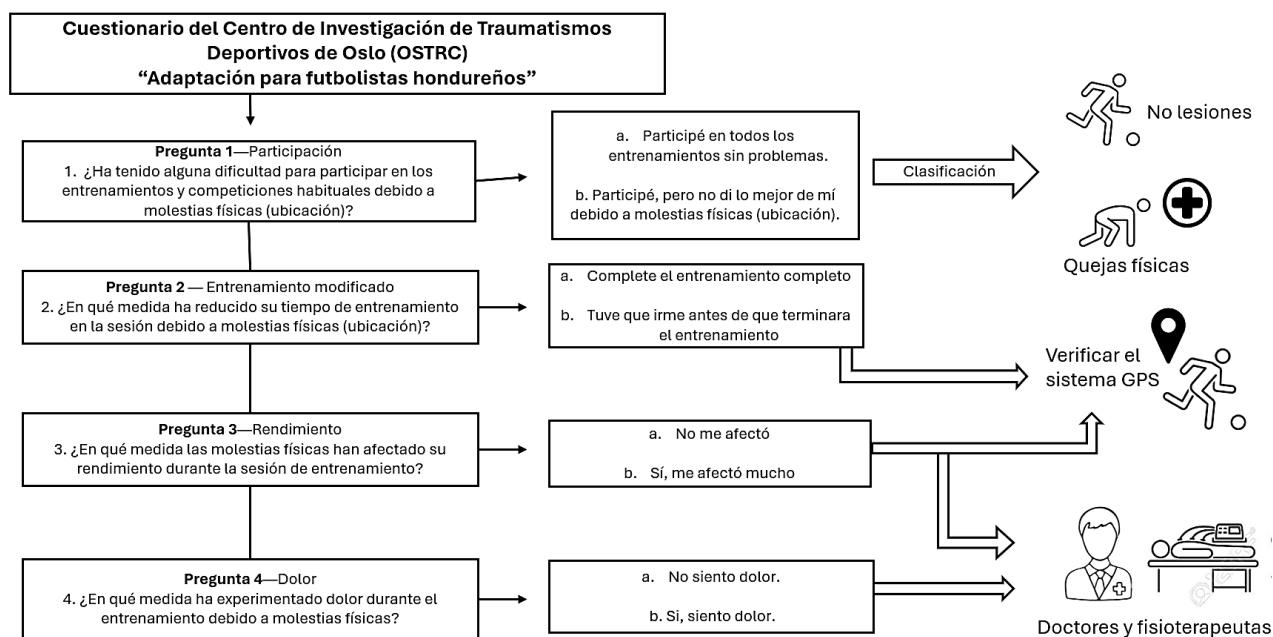 Cuestionario del Centro de Investigación de Traumatismos
Deportivos de Oslo (OSTRC)
“Adaptación para futbolistas hondureños”
Pregunta 1—Participación
1. ¿Ha tenido alguna dificultad para participar en los
entrenamientos y competiciones habituales debido a
molestias físicas (ubicación)?
a. Participé en todos los
entrenamientos sin problemas.
b. Participé, pero no di lo mejor de mí
debido a molestias físicas (ubicación).
Clasificación
No lesiones
Quejas físicas
Pregunta 2 — Entrenamiento modificado
2. ¿En qué medida ha reducido su tiempo de entrenamiento
en la sesión debido a molestias físicas (ubicación)?
a. Complete el entrenamiento completo
b. Tuve que irme antes de que terminara
el entrenamiento
Verificar el
sistema GPS
Pregunta 3—Rendimiento
3. ¿En qué medida las molestias físicas han afectado su
rendimiento durante la sesión de entrenamiento?
a. No me afectó
b. Sí, me afectó mucho
Pregunta 4—Dolor
4. ¿En qué medida ha experimentado dolor durante el
entrenamiento debido a molestias físicas?
a. No siento dolor.
b. Si, siento dolor.
Doctores y fisioterapeutas